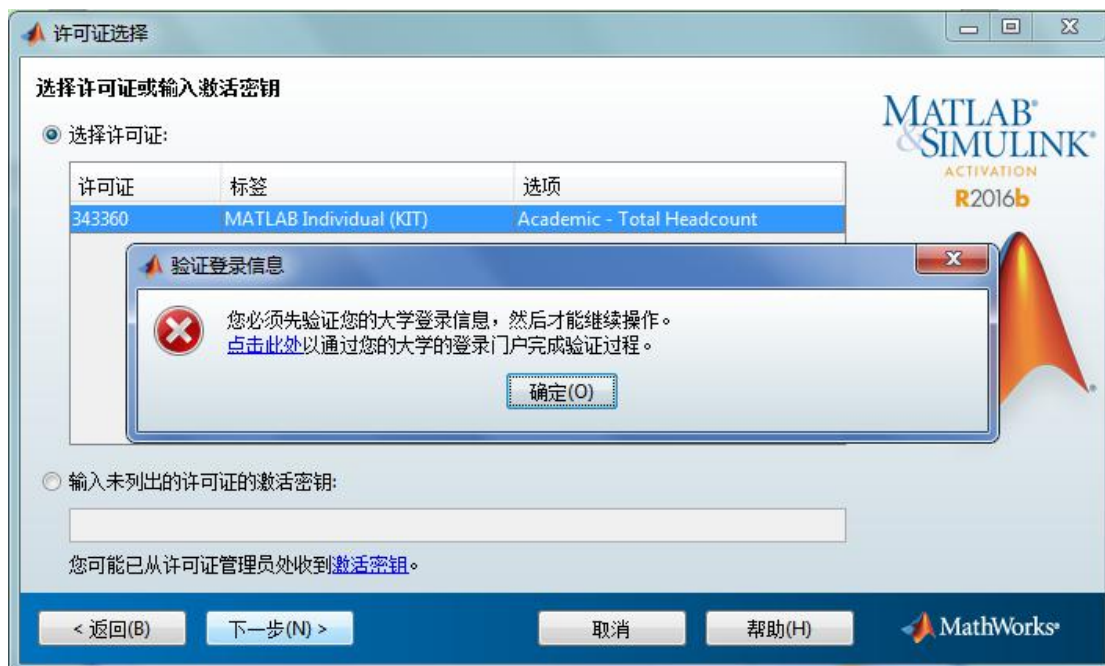 许可证选择
选择许可证或输入激活密钥
选择许可证:
许可证 标签 选项
343360 MATLAB Individual (KIT) Academic - Total Headcount
验证登录信息
您必须先验证您的大学登录信息，然后才能继续操作。
点击此处以通过您的大学的登录门户完成验证过程。
确定(O)
输入未列出的许可证的激活密钥:
您可能已从许可证管理员处收到激活密钥。
< 返回(B) 下一步(N) > 取消 帮助(H)
MATLAB®
&SIMULINK®
ACTIVATION
R2016b
®
MathWorks®